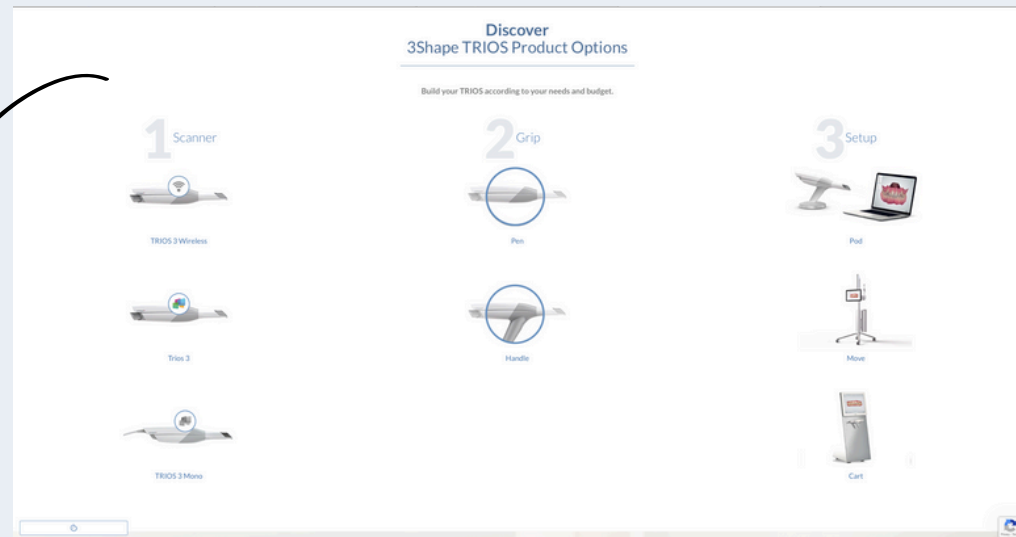 Discover
3Shape TRIOS Product Options
Build your TRIOS according to your needs and budget.
1 Scanner
2 Grip
3 Setup
TRIOS 3 Wireless
Pen
Pod
Trios 3
Handle
Move
TRIOS 3 Mono
Cart